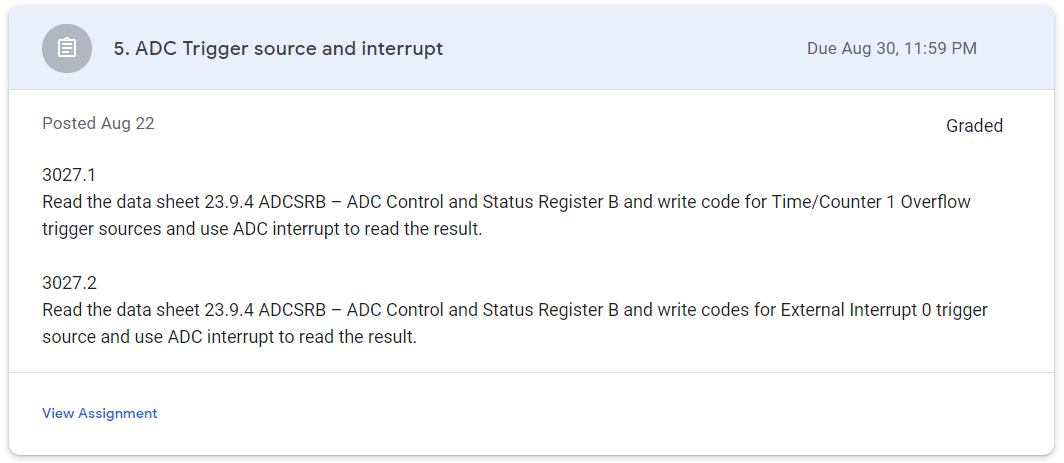 5. ADC Trigger source and interrupt
Due Aug 30, 11:59 PM
Posted Aug 22
Graded
3027.1
Read the data sheet 23.9.4 ADCSRB – ADC Control and Status Register B and write code for Time/Counter 1 Overflow
trigger sources and use ADC interrupt to read the result.
3027.2
Read the data sheet 23.9.4 ADCSRB – ADC Control and Status Register B and write codes for External Interrupt 0 trigger
source and use ADC interrupt to read the result.
View Assignment